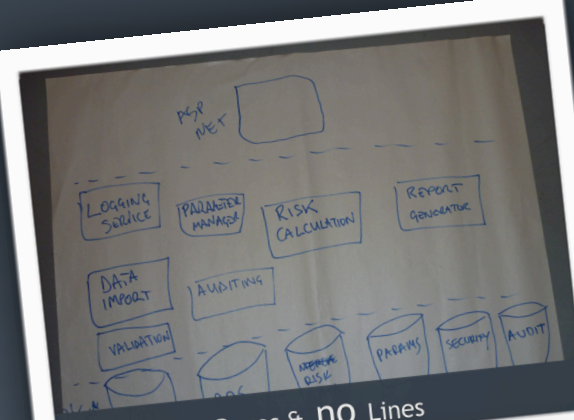 ASP
NET
LOGGING
SERVICE
PARAMETER
MANAGER
RISK
CALCULATION
REPORT
GENERATOR
DATA
IMPORT
AUDITING
VALIDATION
RISK
PARAMS
SECURITY
AUDIT
& no Lines